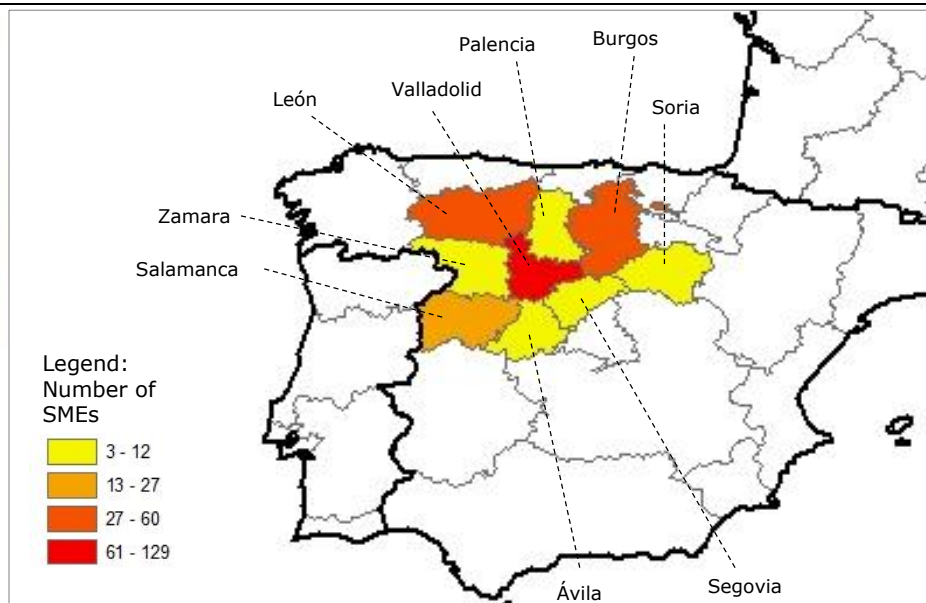 Palencia
Burgos
Valladolid
León
Soria
Zamara
Salamanca
Legend:
Number of
SMEs
3 - 12
13 - 27
27 - 60
61 - 129
Ávila
Segovia